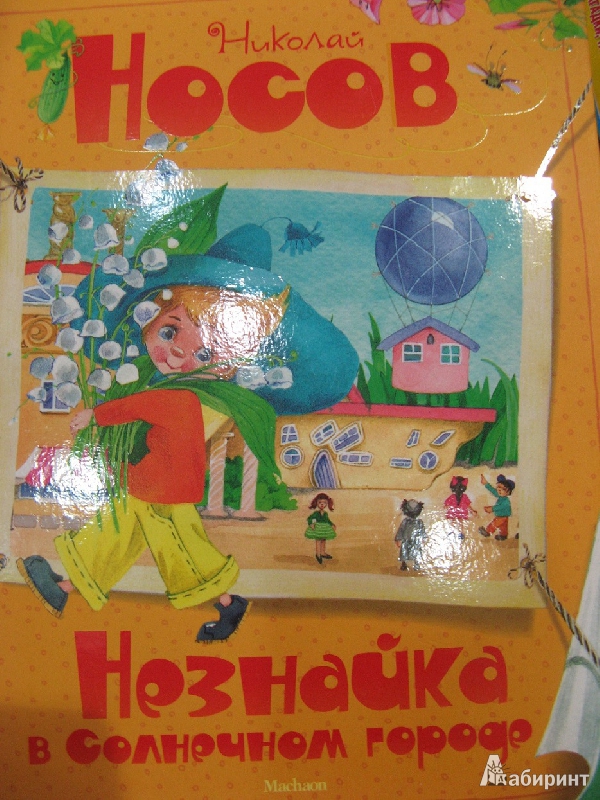 Николай
Носов
Незнайка
в Солнечном городе
Machaon
Лабиринт